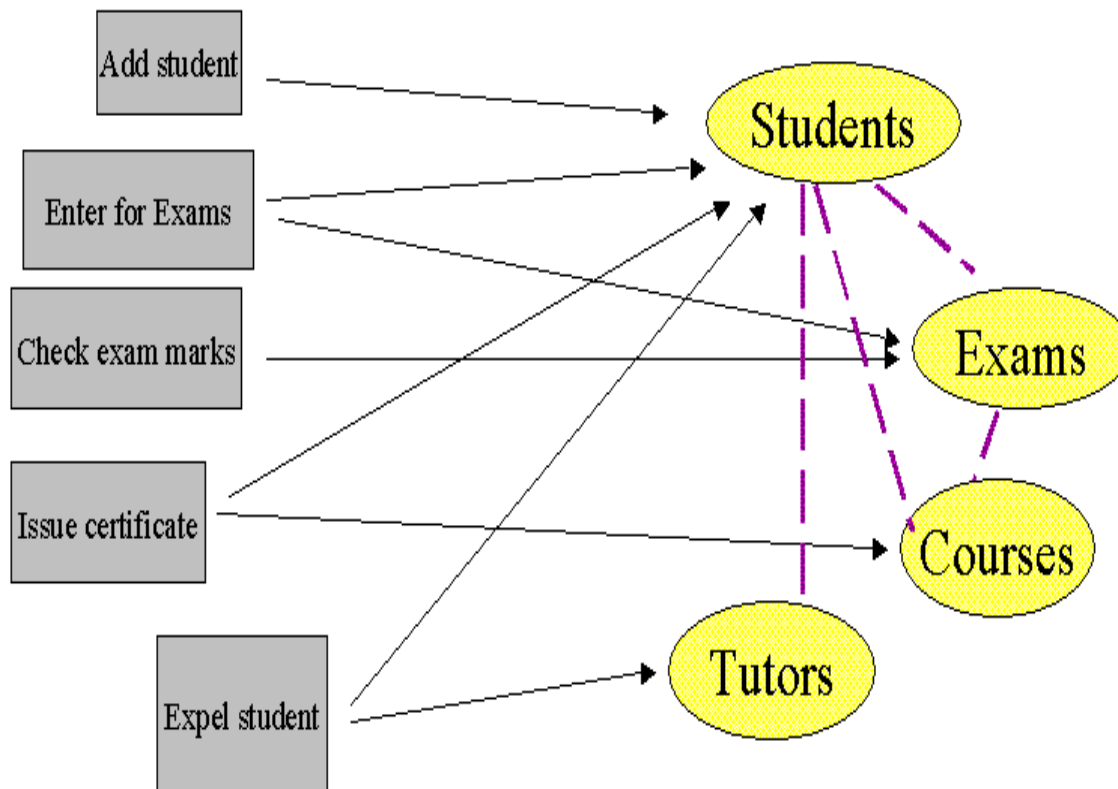 Add student
Students
Enter for Exams
Check exam marks
Exams
Issue certificate
Courses
Tutors
Expel student